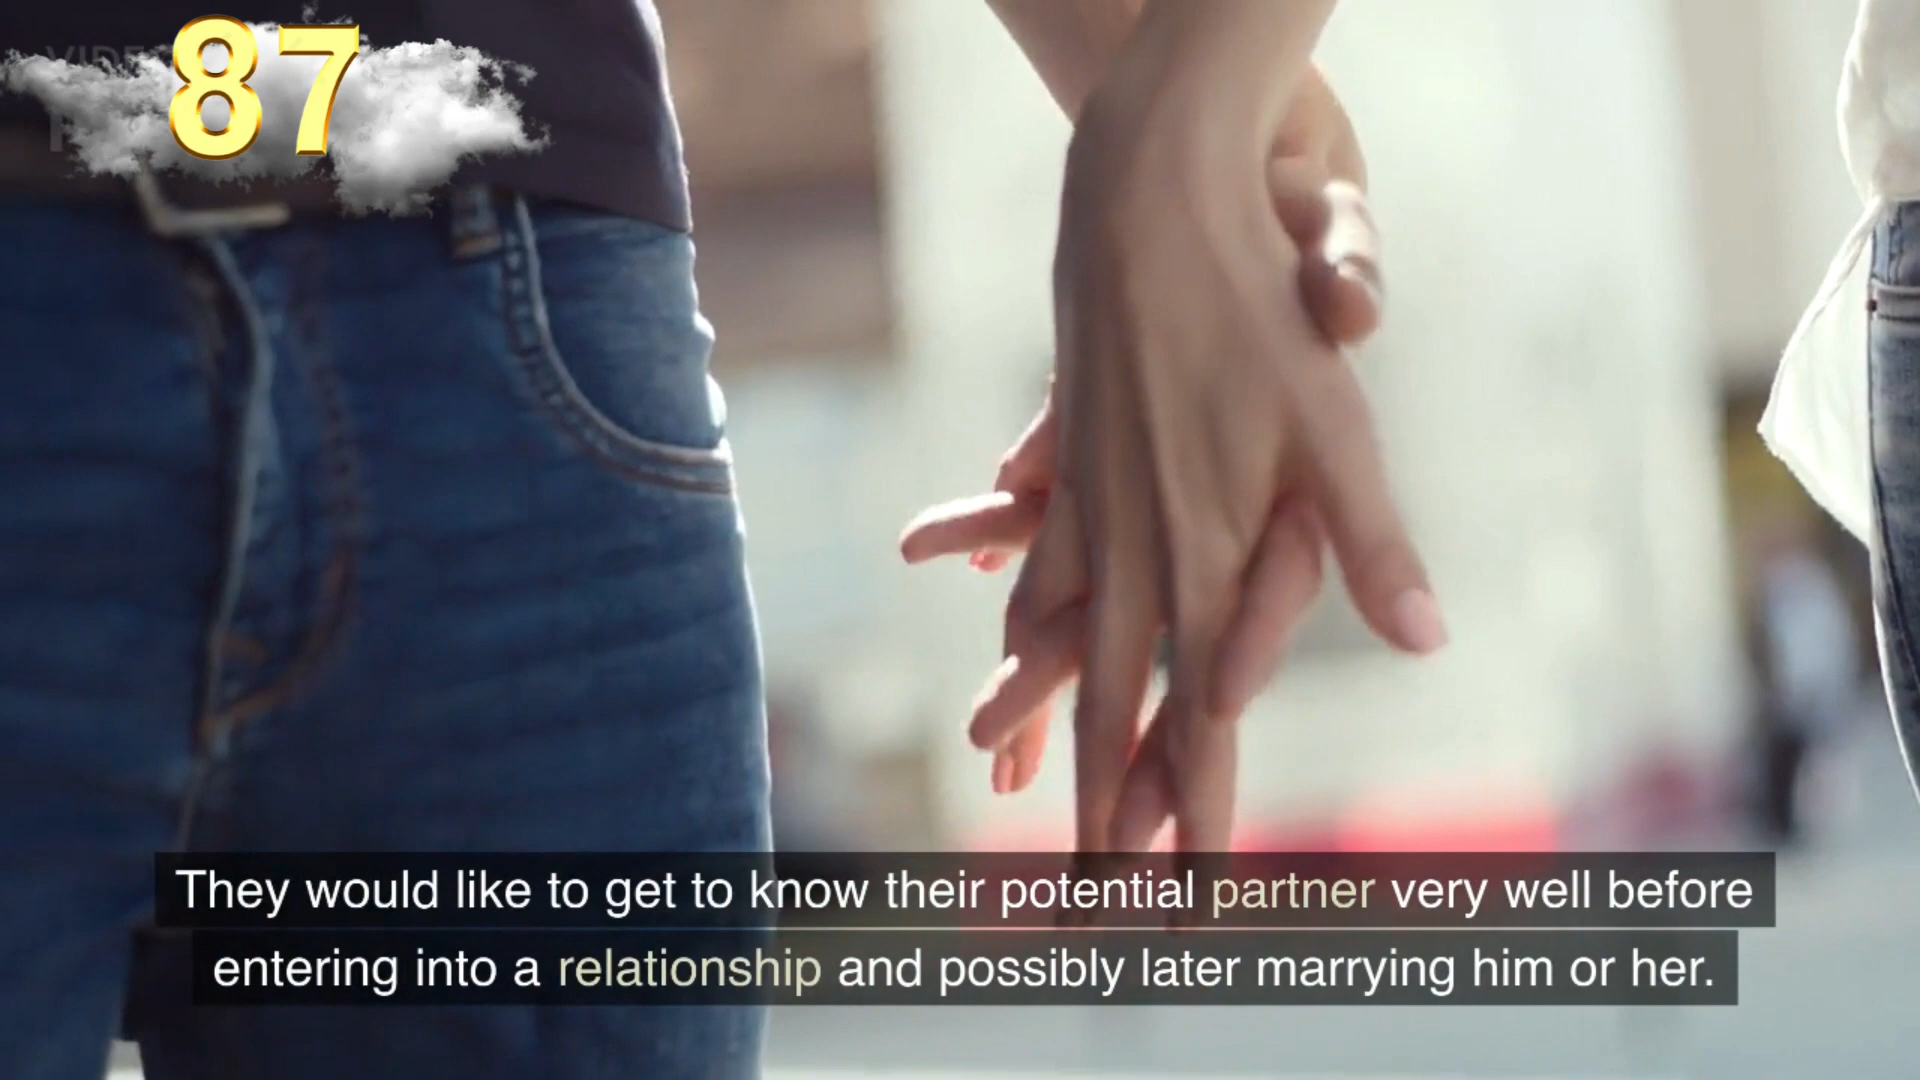 87
They would like to get to know their potential partner very well before
entering into a relationship and possibly later marrying him or her.